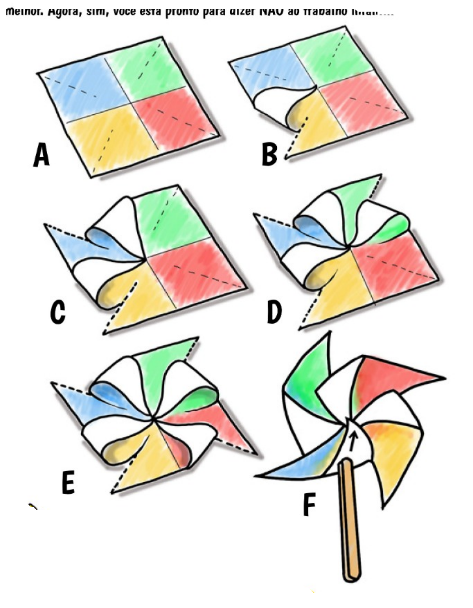 melhor. Agora, sim, você está pronto para dizer NÃO ao trabalho
A
B
C
D
E
F